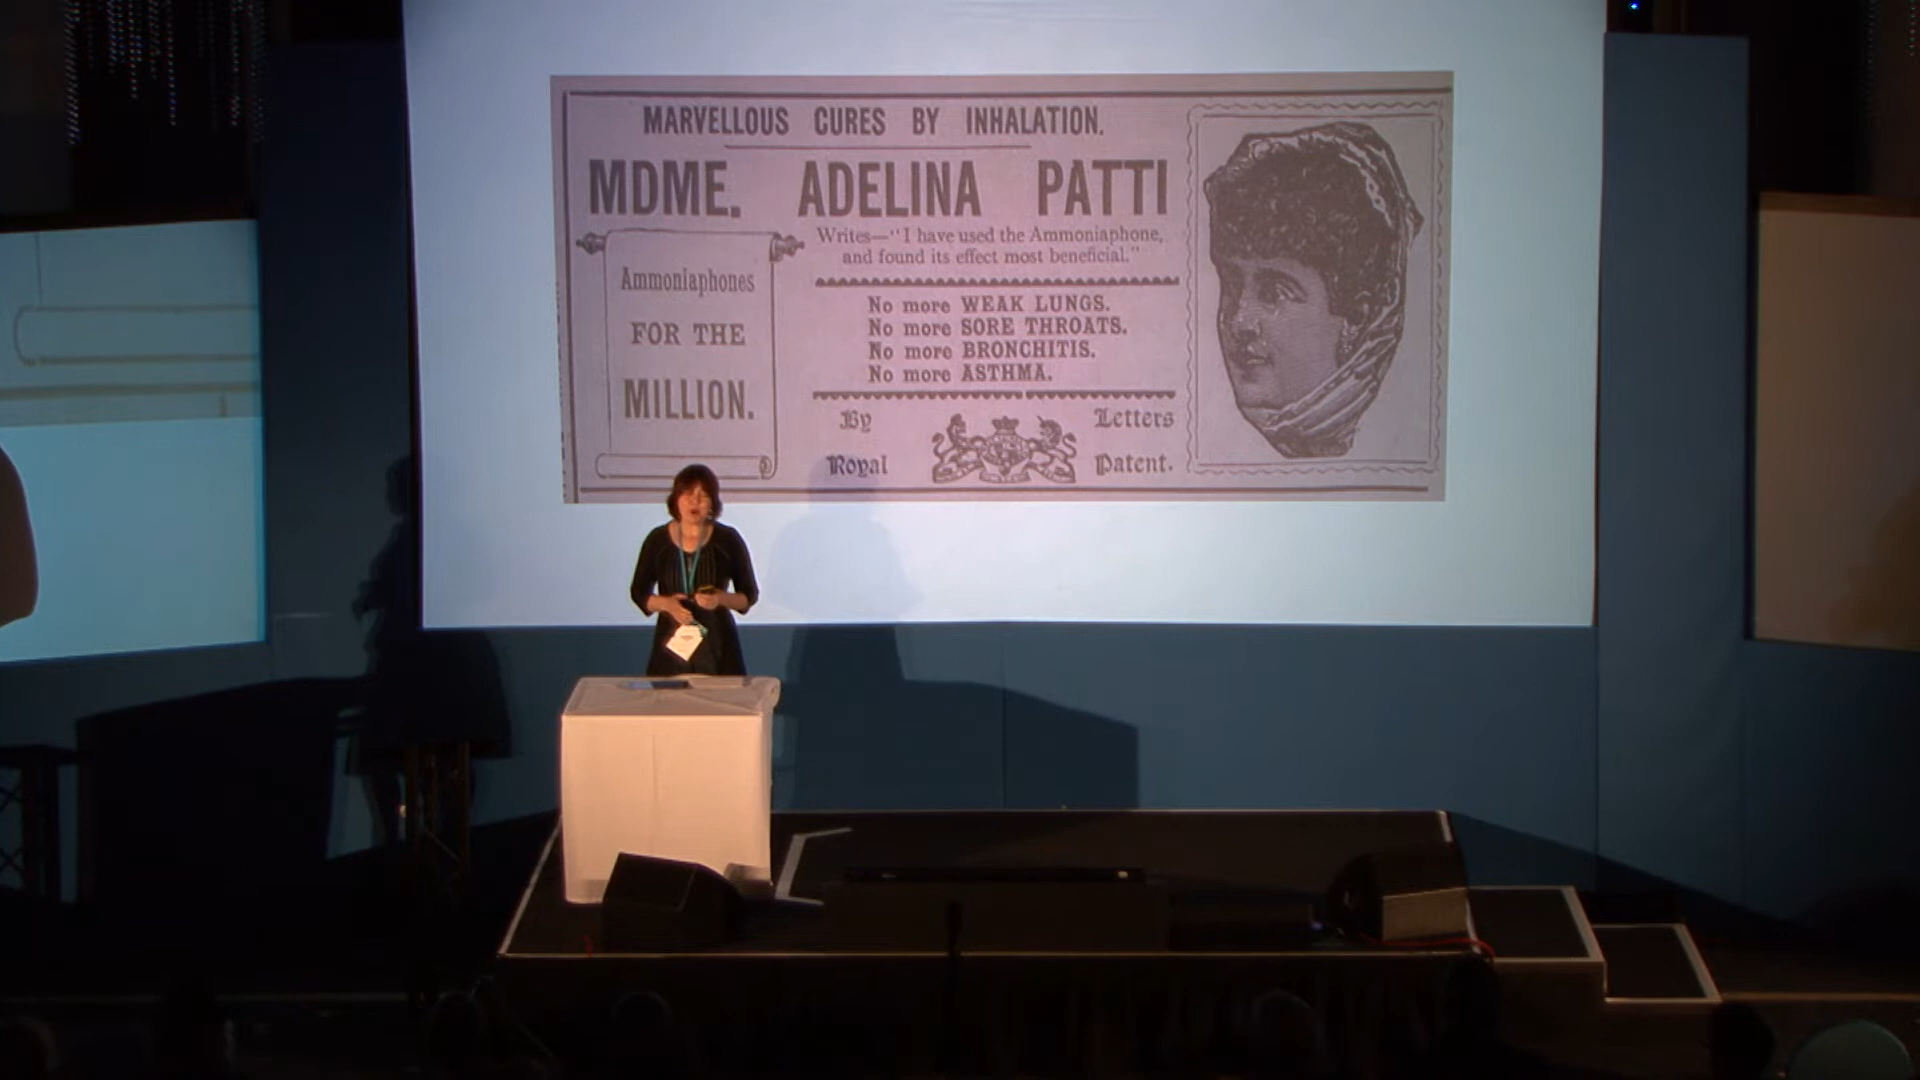 MARVELLOUS CURES BY INHALATION.
MDME. ADELINA PATTI
Writes—"I have used the Ammoniaphone,
and found its effect most beneficial."
Ammoniaphones
FOR THE
MILLION.
No more WEAK LUNGS.
No more SORE THROATS.
No more BRONCHITIS.
No more ASTHMA.
By Letters
Royal Patent.